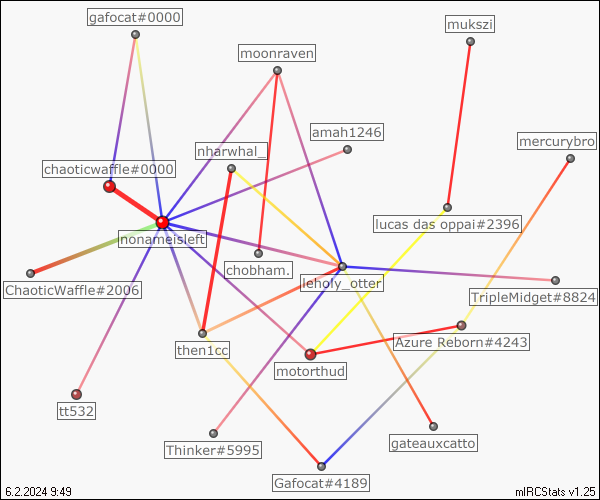 gafocat#0000
mukszi
moonraven
amah1246
mercurybro
nharwhal_
chaoticwaffle#0000
lucas das oppai#2396
nonameisleft
chobham.
leholy_otter
ChaoticWaffle#2006
TripleMidget#8824
then1cc
Azure Reborn#4243
motorthud
tt532
Thinker#5995
gateauxcatto
Gafocat#4189
6.2.2024 9:49
mIRCStats v1.25